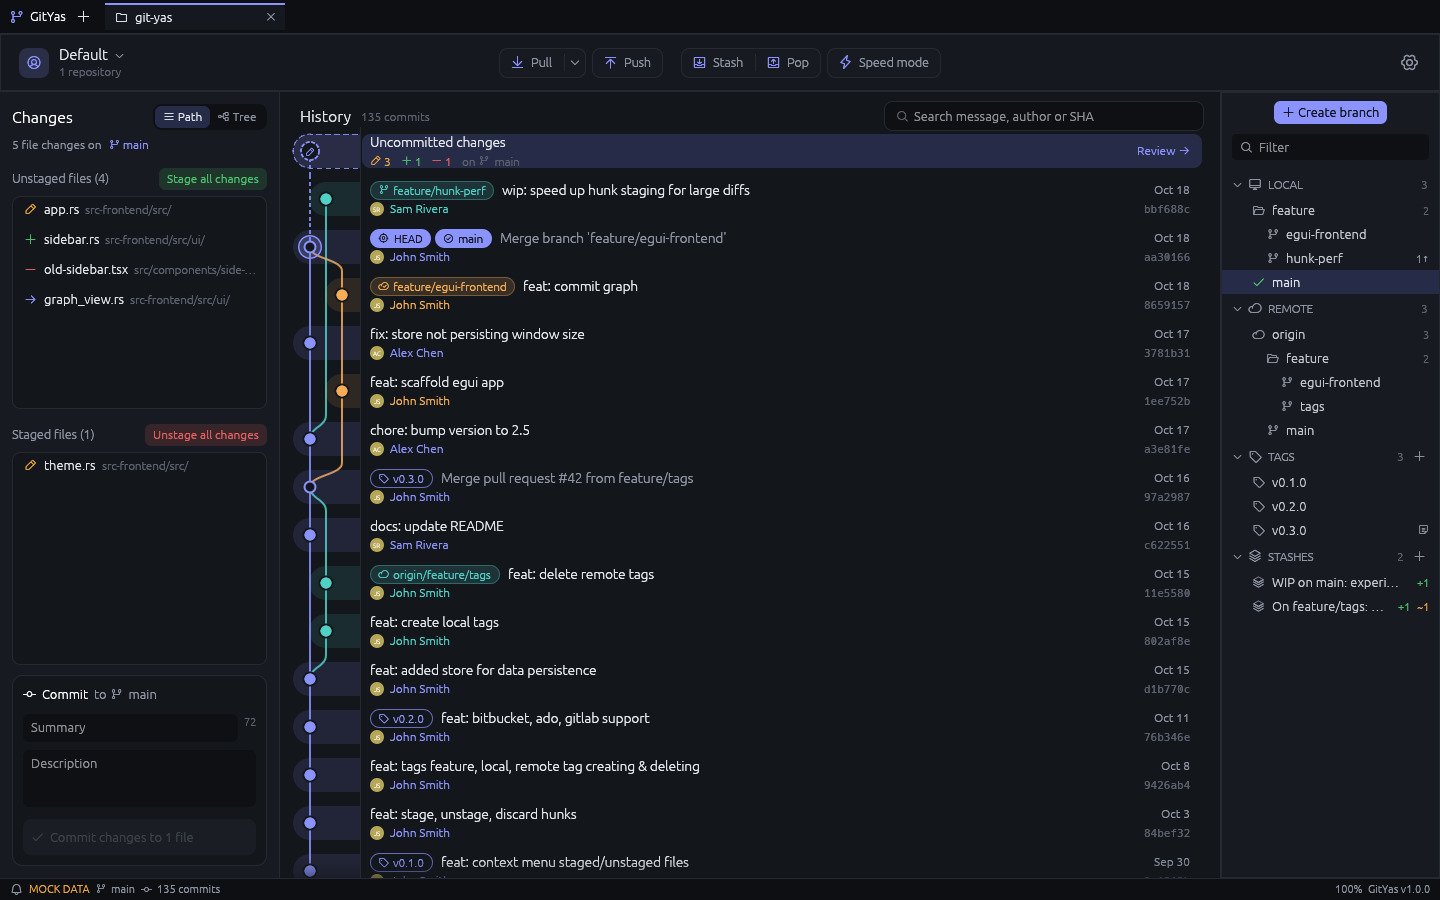 GitYas
git-yas
Default
1 repository
Pull
Push
Stash
Pop
Speed mode
Changes
Path
Tree
5 file changes on main
Unstaged files (4)
Stage all changes
app.rs src-frontend/src/
sidebar.rs src-frontend/src/ui/
old-sidebar.tsx src/components/side-...
graph_view.rs src-frontend/src/ui/
Staged files (1)
Unstage all changes
theme.rs src-frontend/src/
Commit to main
Summary
72
Description
Commit changes to 1 file
History 135 commits
Search message, author or SHA
Uncommitted changes
3 +1 −1 on main
Review →
feature/hunk-perf wip: speed up hunk staging for large diffs Oct 18
SR Sam Rivera bbf688c
HEAD main Merge branch 'feature/egui-frontend' Oct 18
JS John Smith aa30166
feature/egui-frontend feat: commit graph Oct 18
JS John Smith 8659157
fix: store not persisting window size Oct 17
AC Alex Chen 3781b31
feat: scaffold egui app Oct 17
JS John Smith 1ee752b
chore: bump version to 2.5 Oct 17
AC Alex Chen a3e81fe
v0.3.0 Merge pull request #42 from feature/tags Oct 16
JS John Smith 97a2987
docs: update README Oct 16
SR Sam Rivera c622551
origin/feature/tags feat: delete remote tags Oct 15
JS John Smith 11e5580
feat: create local tags Oct 15
JS John Smith 802af8e
feat: added store for data persistence Oct 15
JS John Smith d1b770c
v0.2.0 feat: bitbucket, ado, gitlab support Oct 11
JS John Smith 76b346e
feat: tags feature, local, remote tag creating & deleting Oct 8
JS John Smith 9426ab4
feat: stage, unstage, discard hunks Oct 3
JS John Smith 84bef32
v0.1.0 feat: context menu staged/unstaged files Sep 30
Create branch
Filter
LOCAL 3
feature 2
egui-frontend
hunk-perf 1↑
main
REMOTE 3
origin 3
feature 2
egui-frontend
tags
main
TAGS 3
v0.1.0
v0.2.0
v0.3.0
STASHES 2
WIP on main: experi... +1
On feature/tags: ... +1 ~1
MOCK DATA main 135 commits
100% GitYas v1.0.0